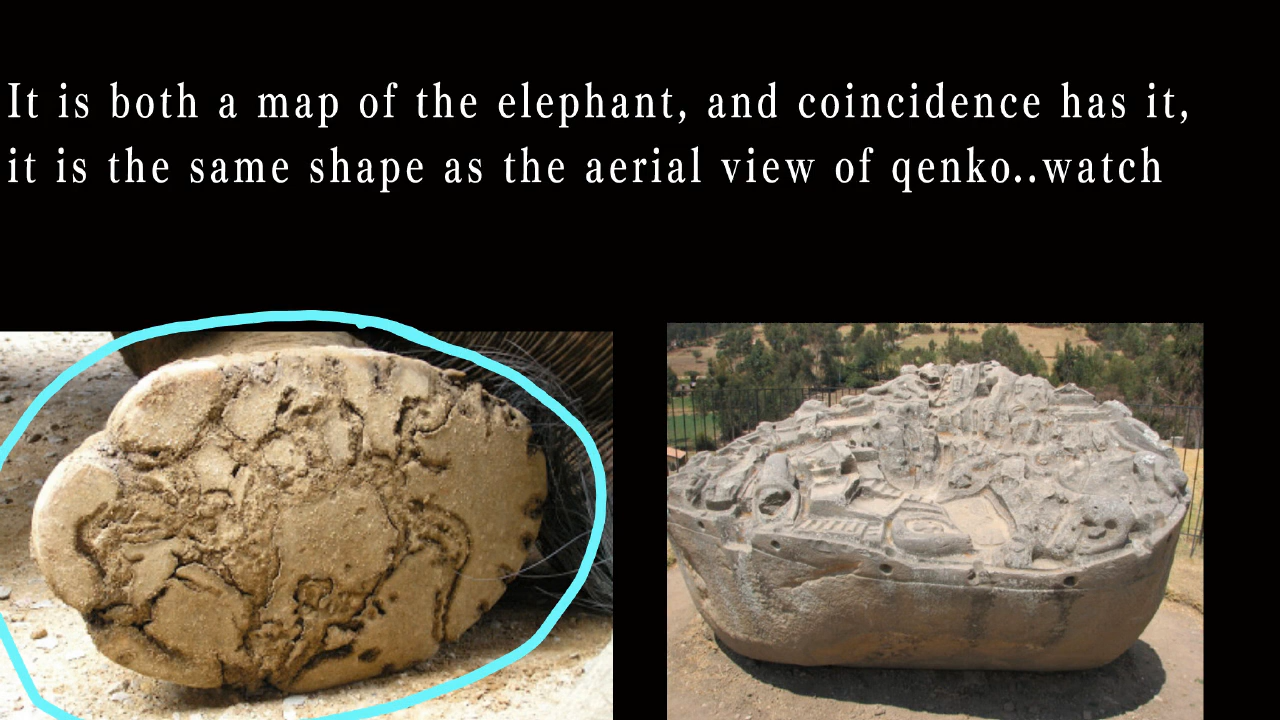 It is both a map of the elephant, and coincidence has it,
it is the same shape as the aerial view of qenko..watch